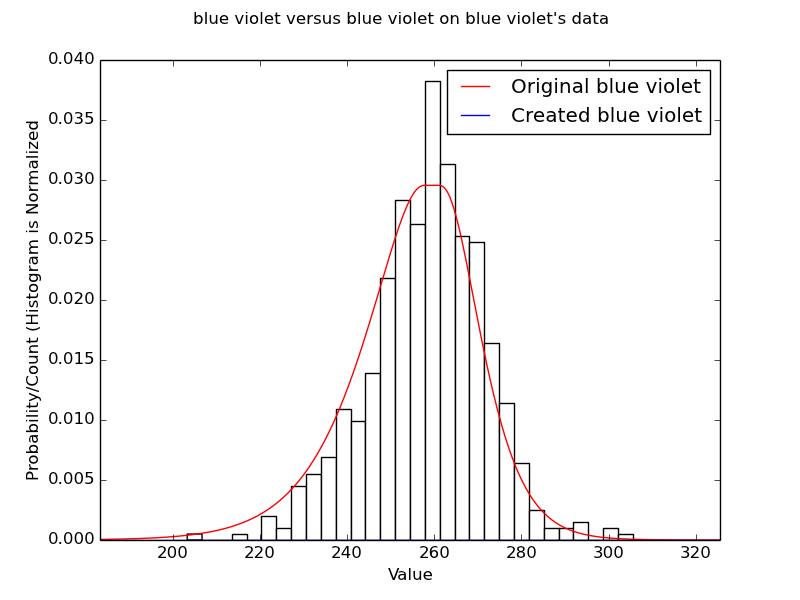 blue violet versus blue violet on blue violet's data
Original blue violet
Created blue violet
Probability/Count (Histogram is Normalized
0.040
0.035
0.030
0.025
0.020
0.015
0.010
0.005
0.000
200 220 240 260 280 300 320
Value